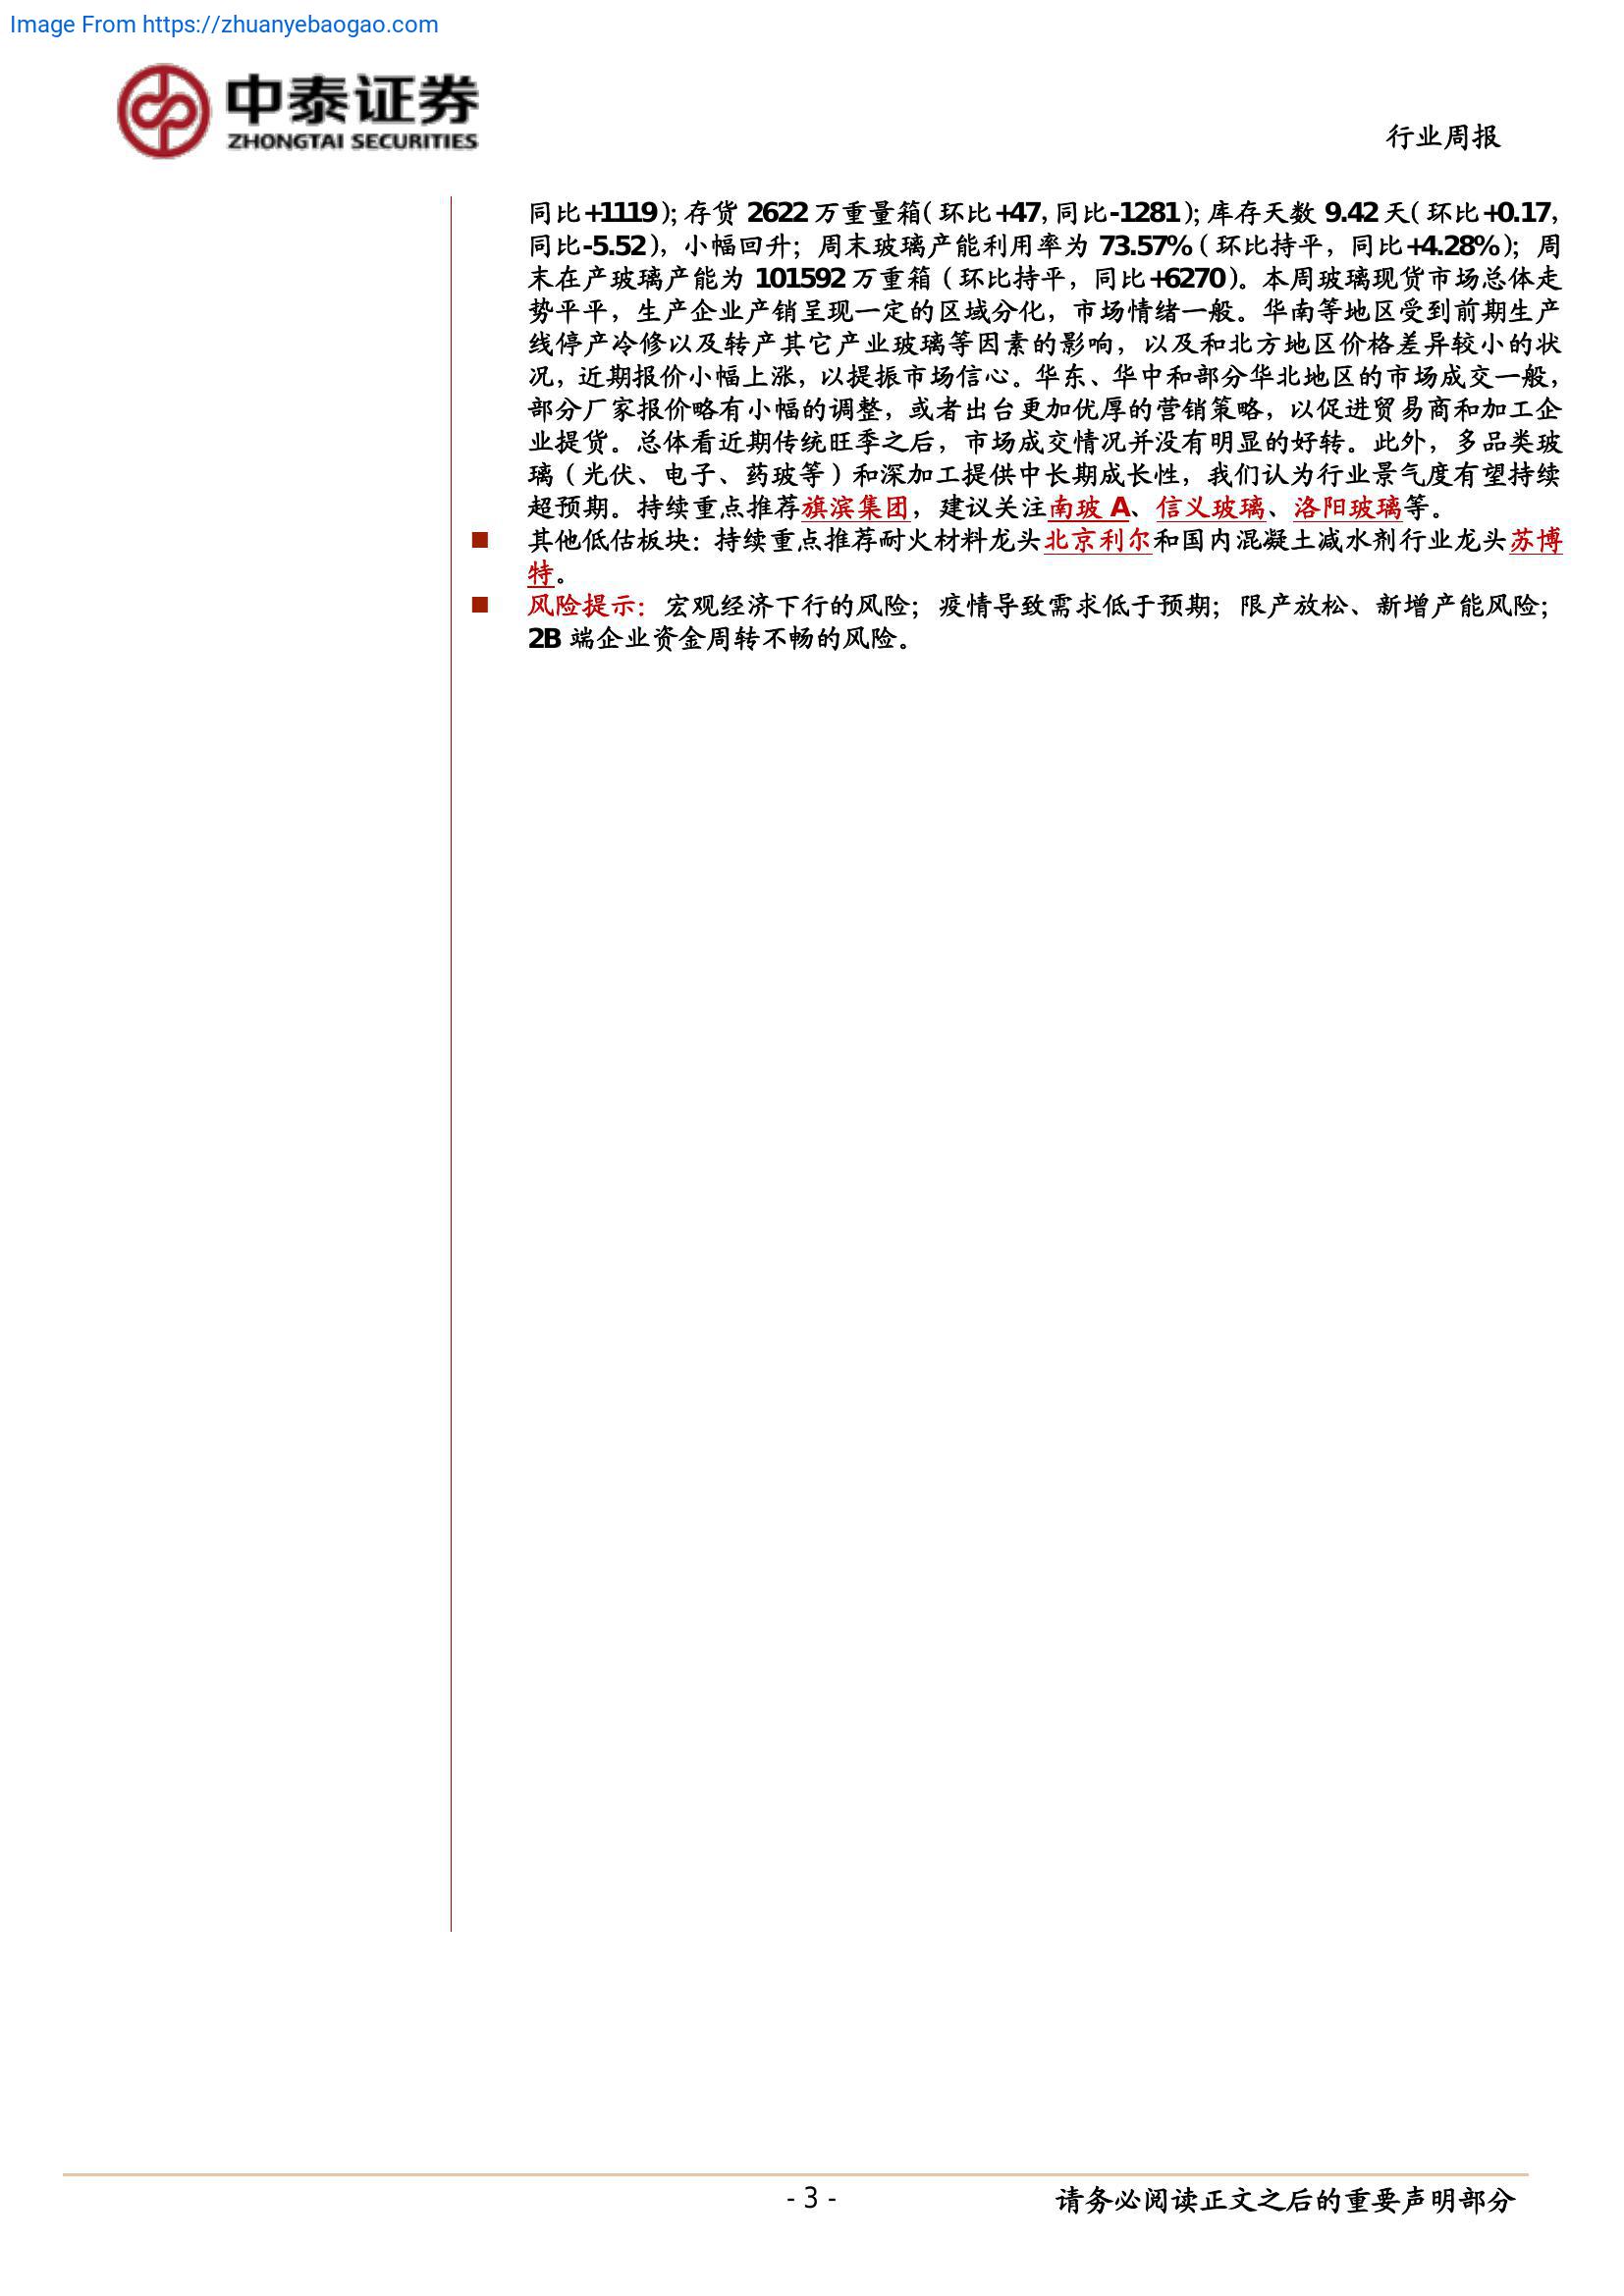 Image From https://zhuanyebaogao.com
中泰证券
ZHONGTAI SECURITIES
行业周报
同比+1119）；存货 2622 万重量箱（环比+47，同比-1281）；库存天数 9.42 天（环比+0.17，
同比-5.52），小幅回升；周末玻璃产能利用率为 73.57%（环比持平，同比+4.28%）；周
末在产玻璃产能为 101592 万重箱（环比持平，同比+6270）。本周玻璃现货市场总体走
势平平，生产企业产销呈现一定的区域分化，市场情绪一般。华南等地区受到前期生产
线停产冷修以及转产其它产业玻璃等因素的影响，以及和北方地区价格差异较小的状
况，近期报价小幅上涨，以提振市场信心。华东、华中和部分华北地区的市场成交一般，
部分厂家报价略有小幅的调整，或者出台更加优厚的营销策略，以促进贸易商和加工企
业提货。总体看近期传统旺季之后，市场成交情况并没有明显的好转。此外，多品类玻
璃（光伏、电子、药玻等）和深加工提供中长期成长性，我们认为行业景气度有望持续
超预期。持续重点推荐旗滨集团，建议关注南玻 A、信义玻璃、洛阳玻璃等。
■ 其他低估板块：持续重点推荐耐火材料龙头北京利尔和国内混凝土减水剂行业龙头苏博
特。
■ 风险提示：宏观经济下行的风险；疫情导致需求低于预期；限产放松、新增产能风险；
2B 端企业资金周转不畅的风险。
- 3 -
请务必阅读正文之后的重要声明部分